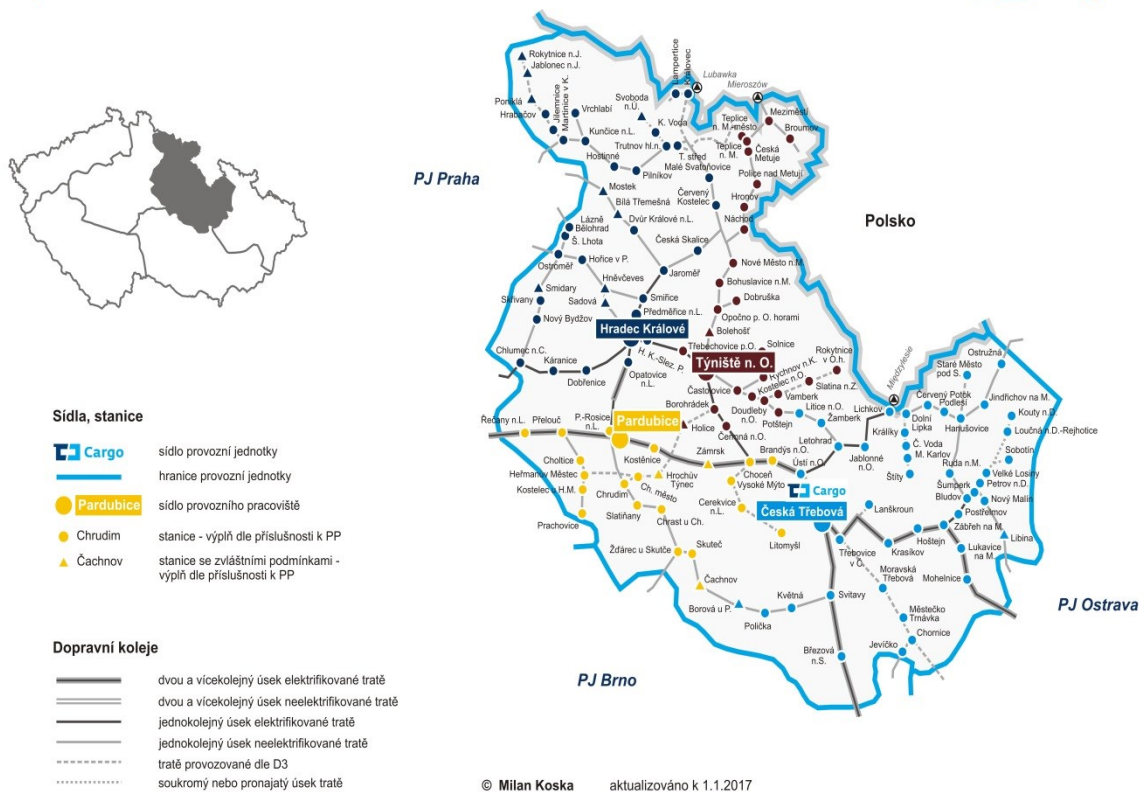 Rokytnice n.J.
Jablonec n.J.
Poniklá
Hrabačov
Jilemnice
Martinice v K.
Vrchlabí
Kunčice n.L.
Hostinné
Svoboda
n.U.
Lampertice
Královec
Lubawka
Mieroszów
K. Voda
Trutnov hl.n.
T. střed
Pilníkov
Malé Svatoňovice
Teplice
n. M.-město
Teplice
n. M.
Meziměstí
Broumov
Česká
Metuje
Police nad Metují
PJ Praha
Mostek
Bílá Třemešná
Dvůr Králové n.L.
Červený
Kostelec
Hronov
Náchod
Polsko
Lázně
Bělohrad
Š. Lhota
Ostroměř
Hořice v P.
Česká Skalice
Jaroměř
Nové Město n.M.
Bohuslavice n.M.
Smidary
Skřivany
Nový Bydžov
Hněvčeves
Sadová
Smiřice
Předměřice n.L.
Dobruška
Opočno p. O. horami
Bolehošť
Hradec Králové
H. K.-Slez. P.
Třebechovice p.O.
Solnice
Týniště n. O.
Chlumec n.C.
Káranice
Dobřenice
Opatovice
n.L.
Rychnov n.K.
Kostelec n.O.
Rokytnice
v O.h.
Slatina n.Z.
Častolovice
Vamberk
Doudleby
n.O.
Potštejn
Litice n.O.
Žamberk
Letohrad
Międzylesie
Lichkov
Staré Město
pod S.
Ostružná
Červený Potok
Podlesí
Jindřichov na M.
Hanušovice
Dolní
Lipka
Králíky
Č. Voda
M. Karlov
Štíty
Jablonné
n.O.
Kouty n.D.
Loučná n.D.-Rejhotice
Sobotín
Velké Losiny
Petrov n.D.
Ruda n.M.
Šumperk
Bludov
Nový Malín
Postřelmov
Zábřeh na M.
Libina
Borohrádek
Holice
Čermná n.O.
Řečany n.L.
Přelouč
P.-Rosice
n.L.
Pardubice
Kostěnice
Zámrsk
Brandýs n.O.
Choceň
Ústí n.O.
Vysoké Mýto
Choltice
Heřmanův Městec
Kostelec u H.M.
Prachovice
Chrudim
Ch. město
Hrochův
Týnec
Slatiňany
Chrast u Ch.
Cerekvice
n.L.
Litomyšl
Cargo
Česká Třebová
Lanškroun
Třebovice
v Č.
Krasíkov
Hoštejn
Lukavice
na M.
Mohelnice
Žďárec u Skutče
Skuteč
Čachnov
Borová u P.
Polička
Květná
Svitavy
Moravská
Třebová
Městečko
Trnávka
Chornice
Jevíčko
Březová
n.S.
PJ Ostrava
PJ Brno
Sídla, stanice
Cargo sídlo provozní jednotky
hranice provozní jednotky
Pardubice sídlo provozního pracoviště
Chrudim stanice - výplň dle příslušnosti k PP
Čachnov stanice se zvláštními podmínkami -
výplň dle příslušnosti k PP
Dopravní koleje
dvou a vícekolejný úsek elektrifikované tratě
dvou a vícekolejný úsek neelektrifikované tratě
jednokolejný úsek elektrifikované tratě
jednokolejný úsek neelektrifikované tratě
tratě provozované dle D3
soukromý nebo pronajatý úsek tratě
© Milan Koska aktualizováno k 1.1.2017